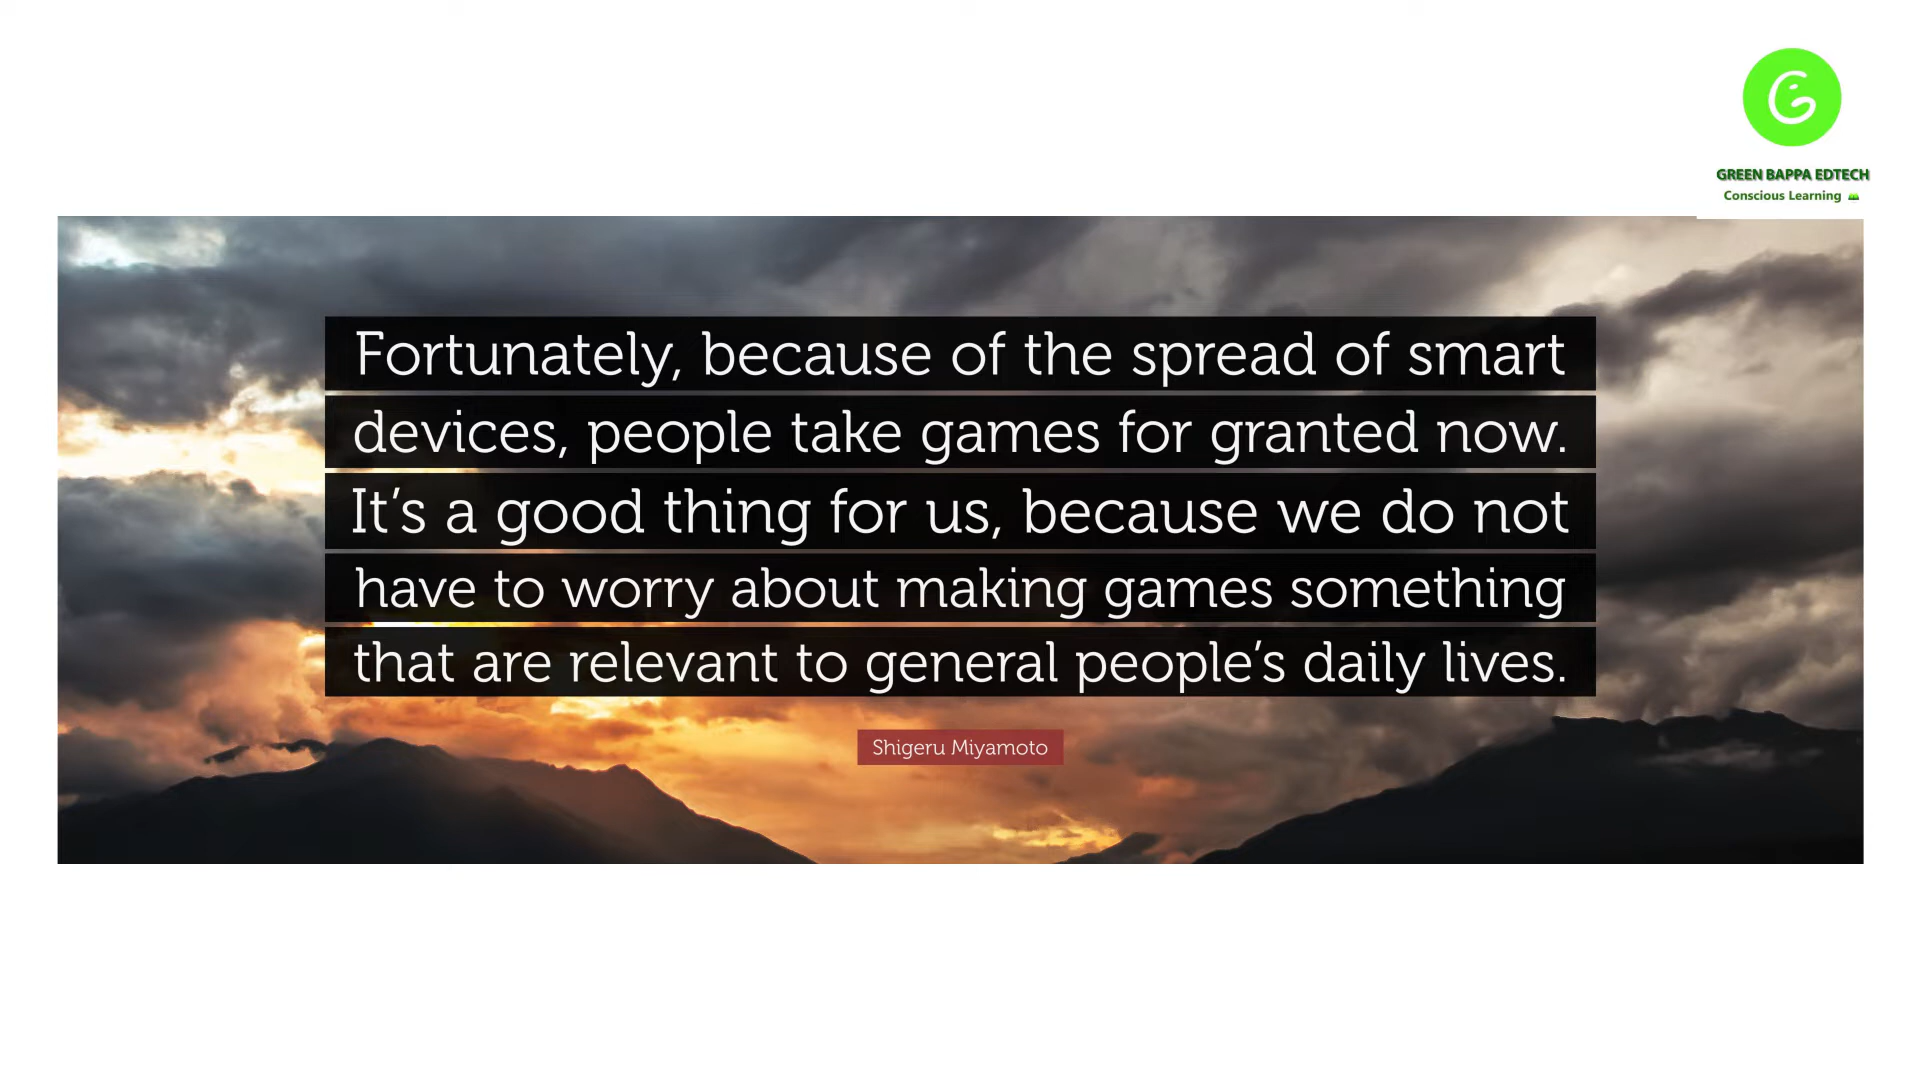 GREEN BAPPA EDTECH
Conscious Learning
Fortunately, because of the spread of smart
devices, people take games for granted now.
It’s a good thing for us, because we do not
have to worry about making games something
that are relevant to general people’s daily lives.
Shigeru Miyamoto